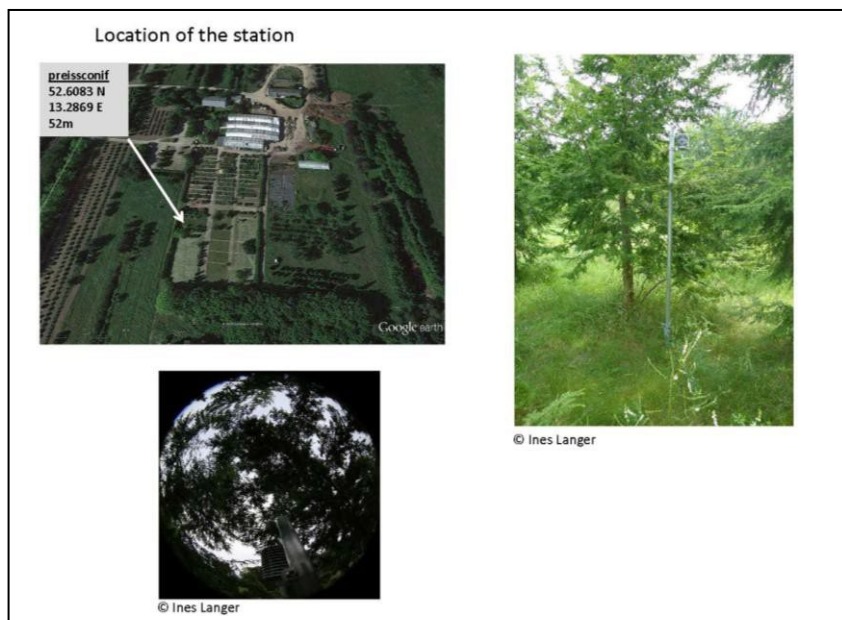 Location of the station
preissconif
52.6083 N
13.2869 E
52m
Google earth
© Ines Langer
© Ines Langer